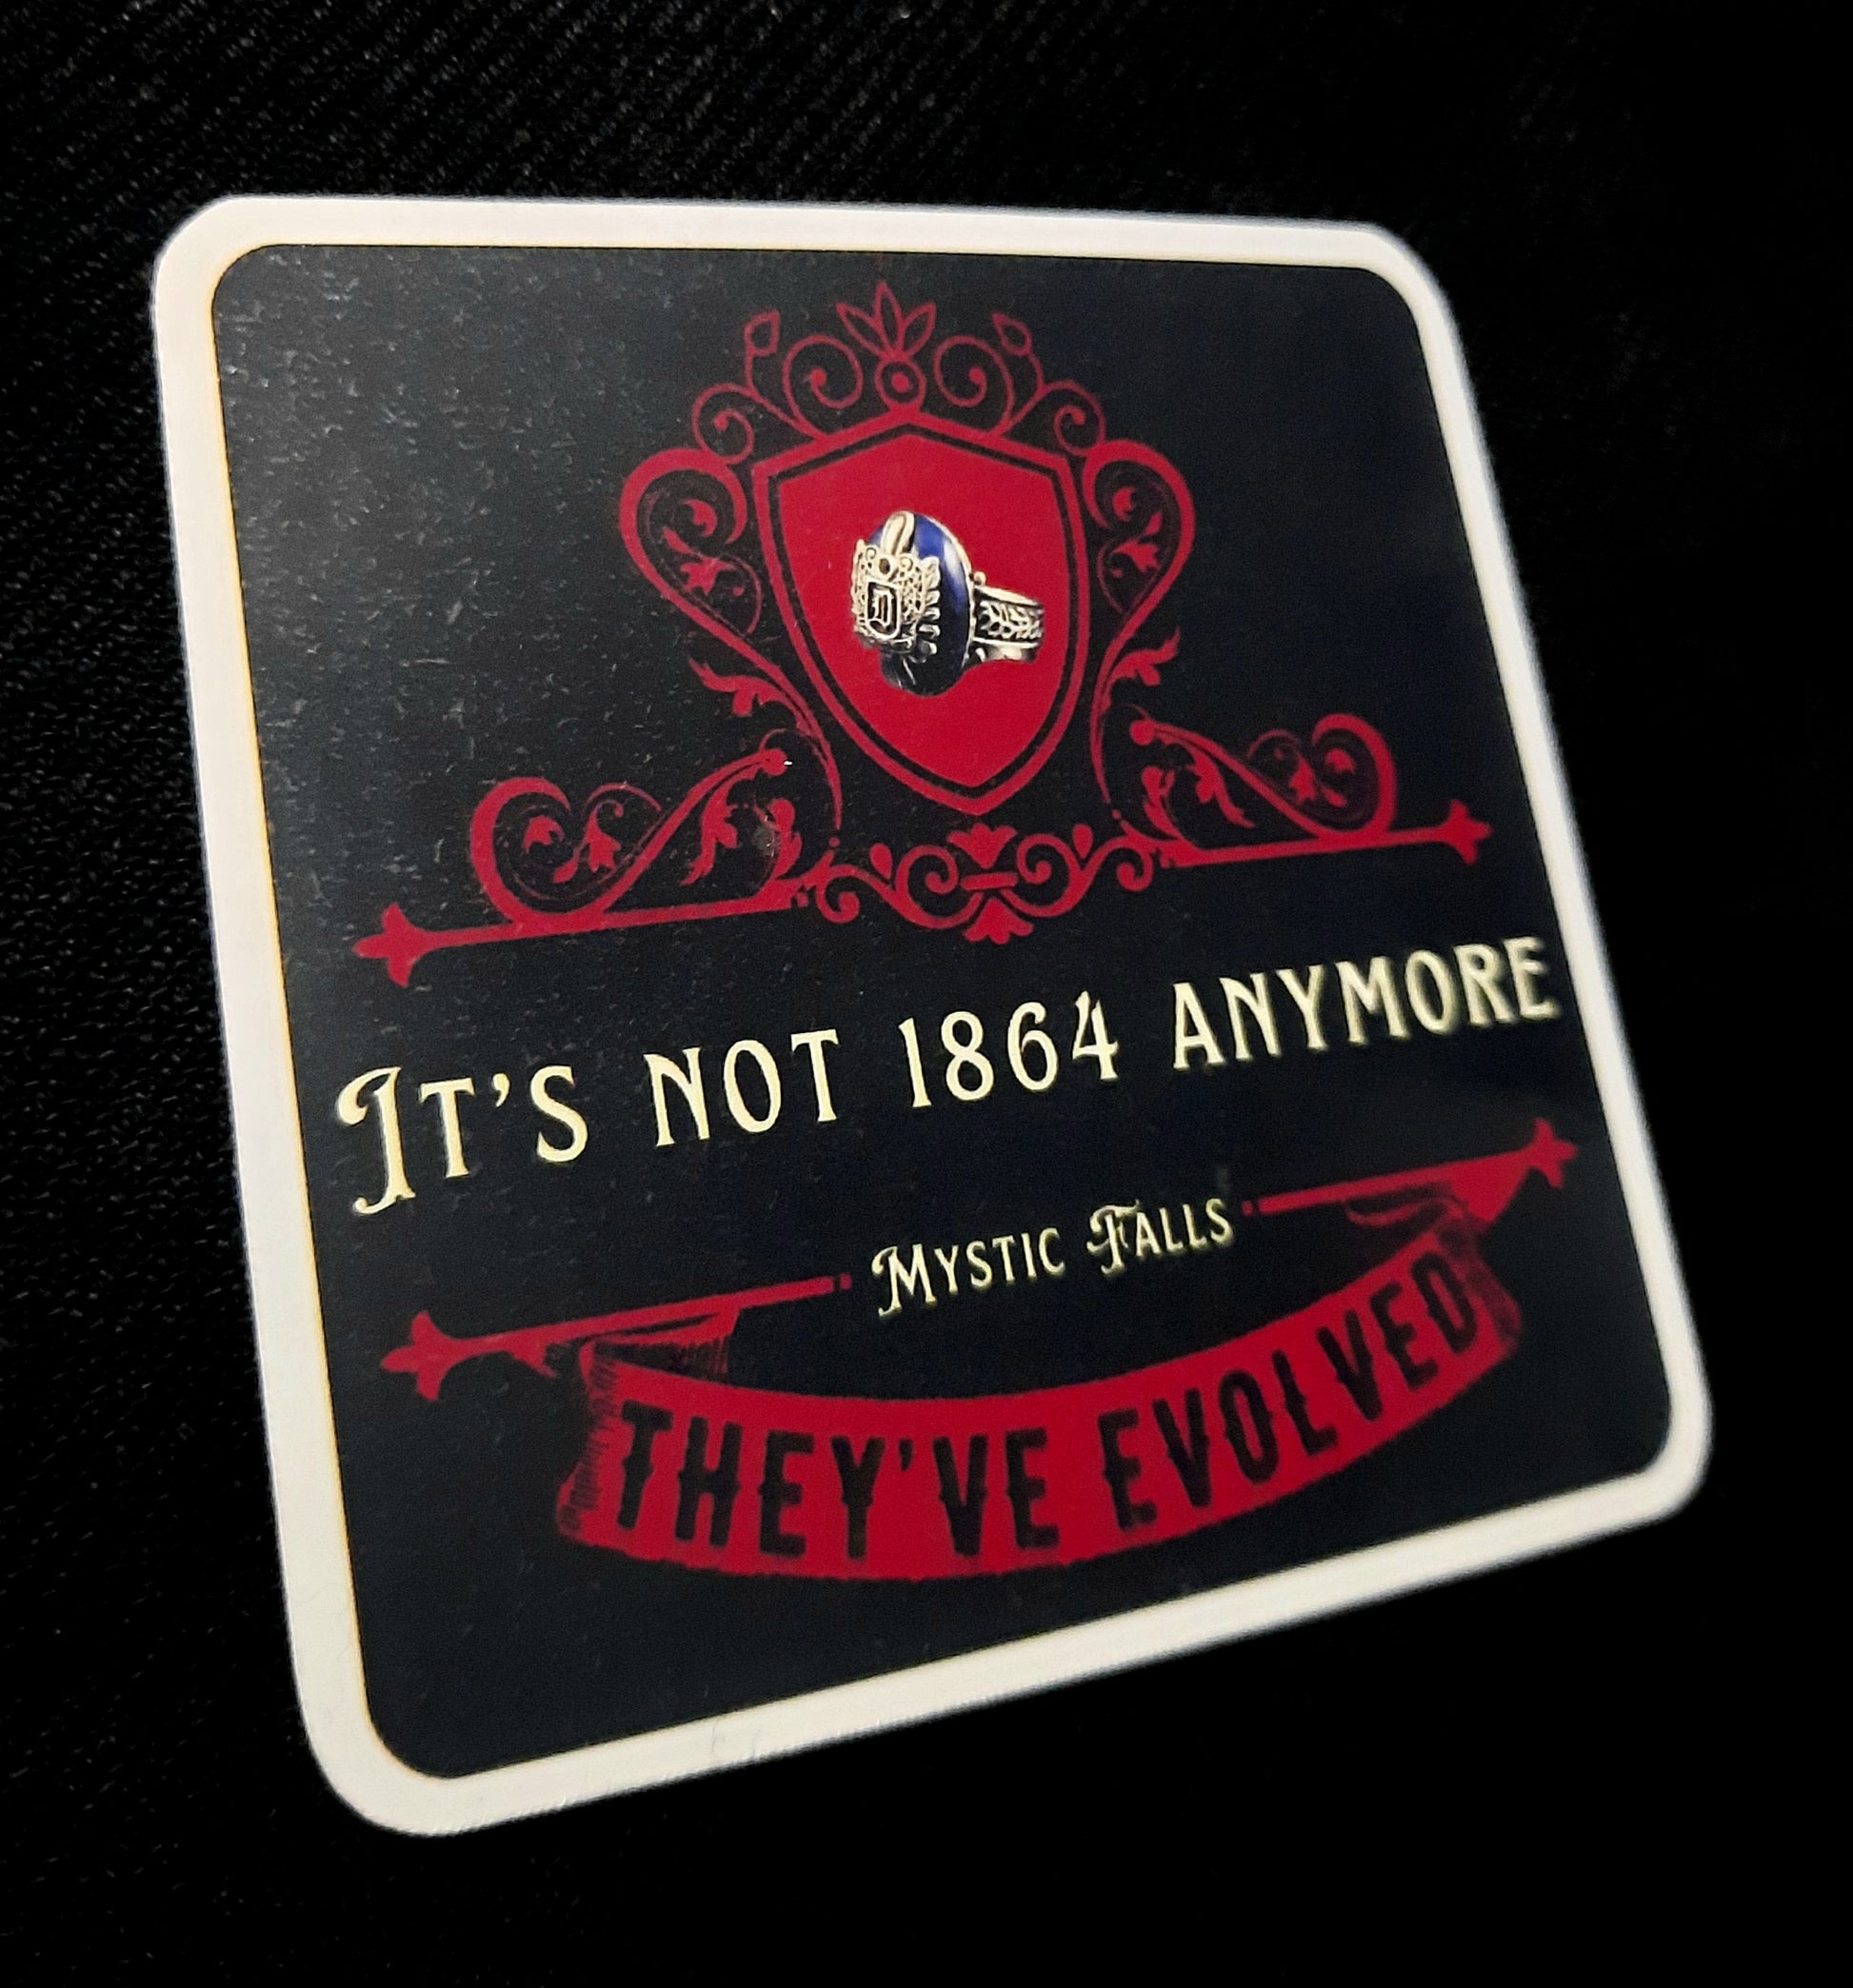 D
IT'S NOT 1864 ANYMORE
MYSTIC FALLS
THEY'VE EVOLVED